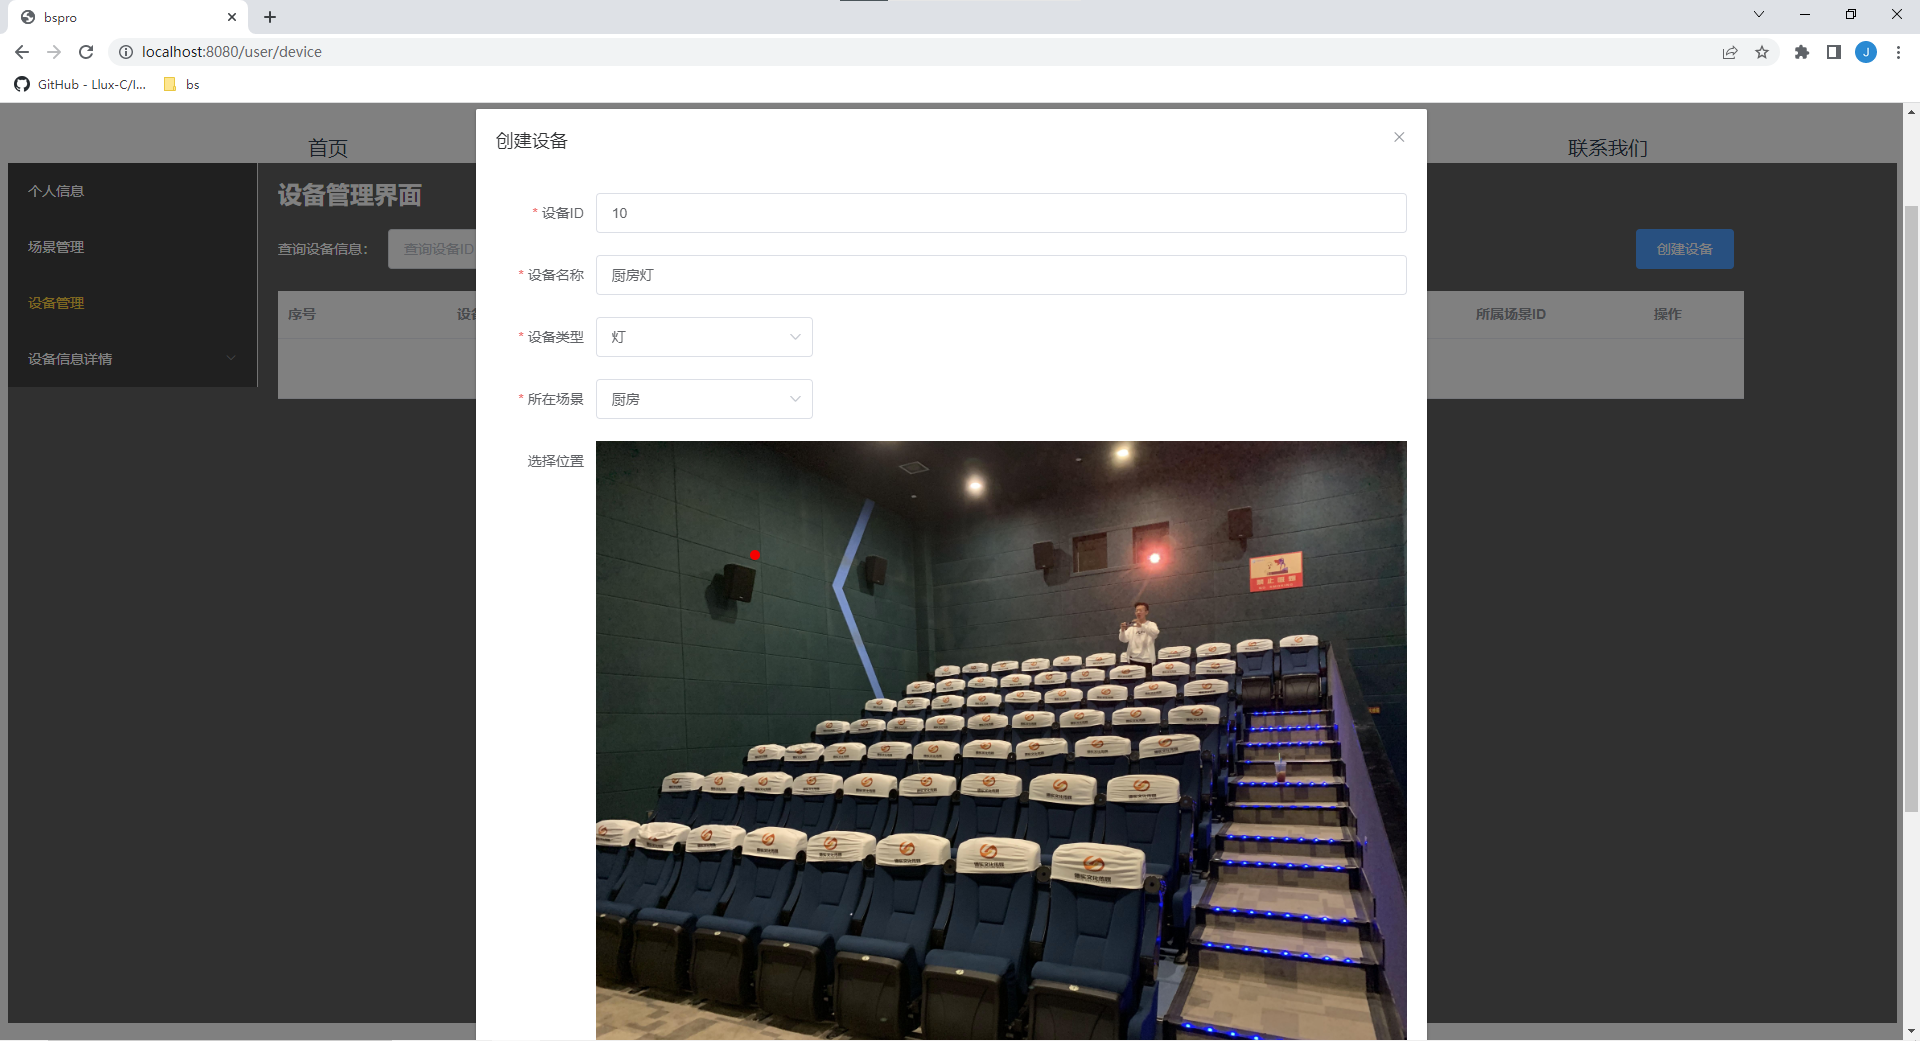 bspro
localhost:8080/user/device
J
GitHub - Llux-C/I...
bs
首页
联系我们
个人信息
场景管理
设备管理
设备信息详情
设备管理界面
查询设备信息：
查询设备ID
创建设备
序号
设备
所属场景ID
操作
创建设备
* 设备ID
10
* 设备名称
厨房灯
* 设备类型
灯
* 所在场景
厨房
选择位置